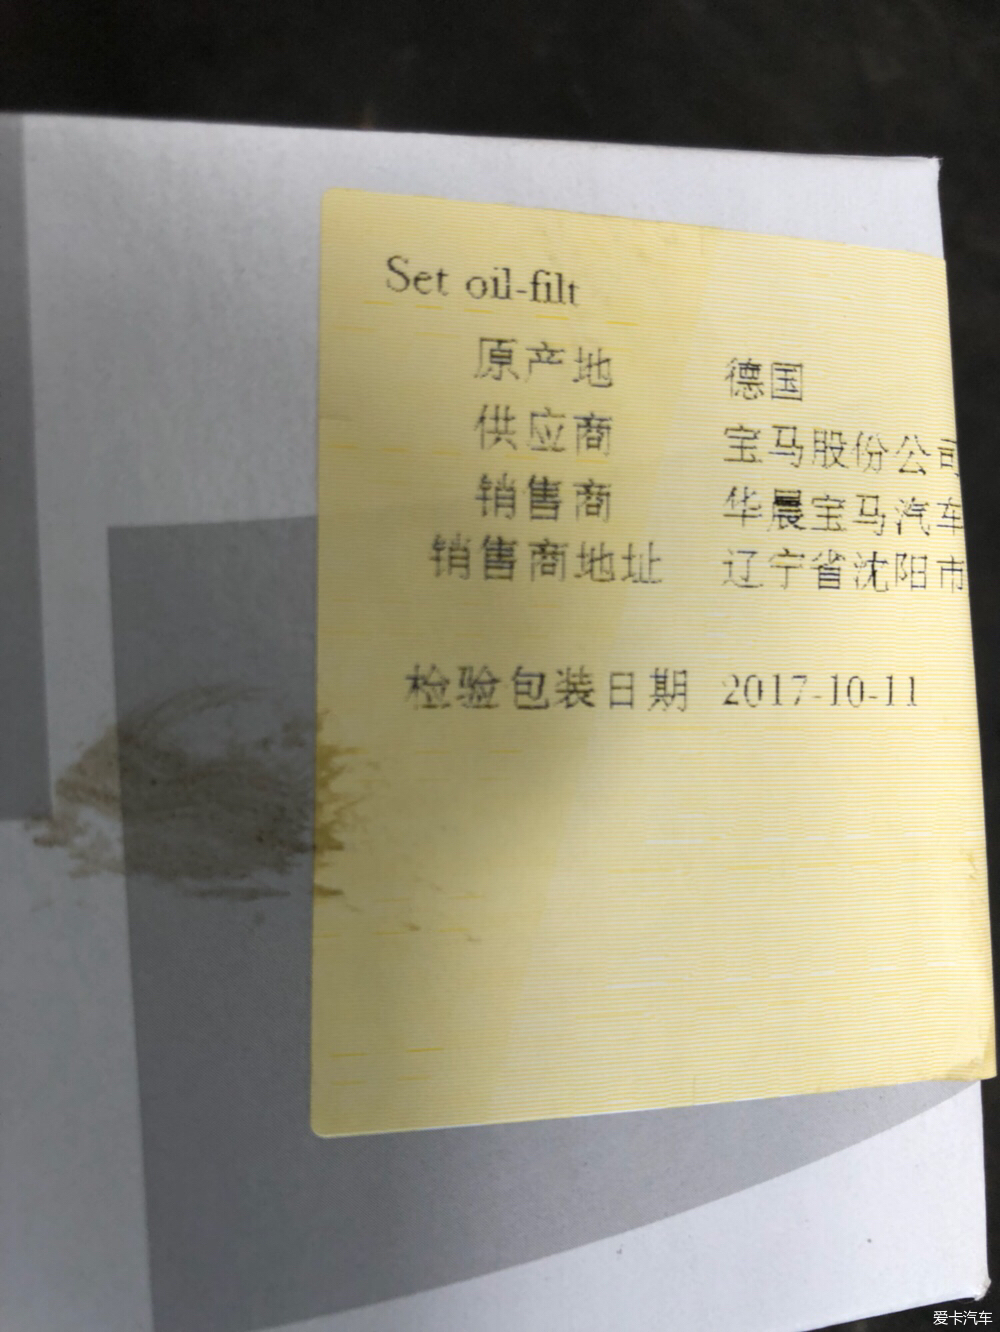 Set oil-filt
原产地 德国
供应商 宝马股份公司
销售商 华晨宝马汽车
销售商地址 辽宁省沈阳市
检验包装日期 2017-10-11
爱卡汽车